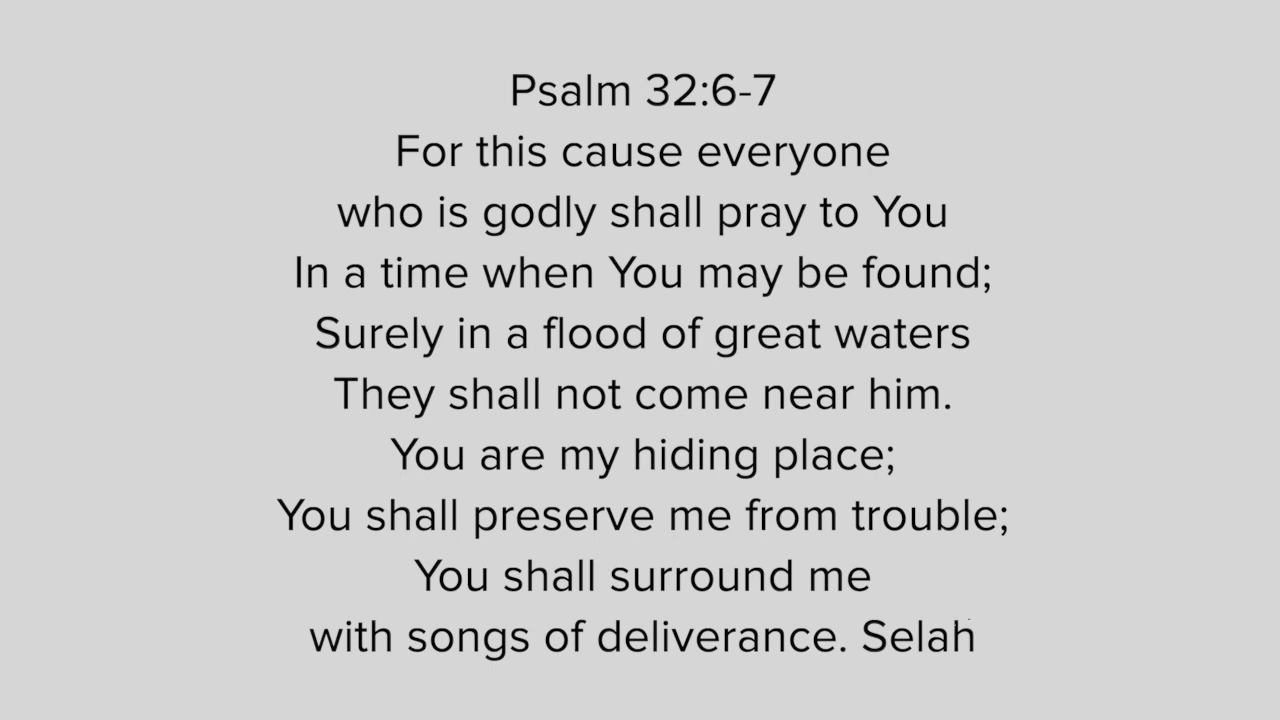 Psalm 32:6-7
For this cause everyone
who is godly shall pray to You
In a time when You may be found;
Surely in a flood of great waters
They shall not come near him.
You are my hiding place;
You shall preserve me from trouble;
You shall surround me
with songs of deliverance. Selah